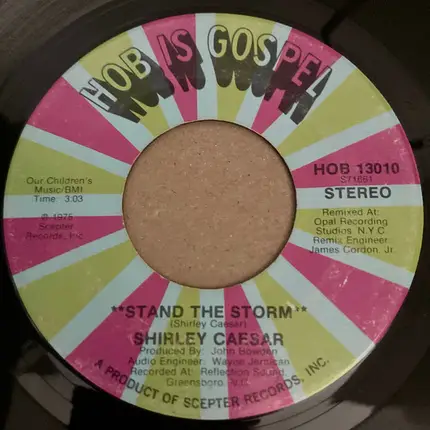 HOB IS GOSPEL
Our Children's
Music/BMI
Time: 3:03
℗ 1975
Scepter
Records, Inc.
HOB 13010
S71661
STEREO
Remixed At:
Opal Recording
Studios, N.Y.C.
Remix Engineer
James Cordon, Jr.
**STAND THE STORM**
(Shirley Caesar)
SHIRLEY CAESAR
Produced By: John Bowden
Audio Engineer: Wayne Jernican
Recorded At: Reflection Sound,
Greensboro,
A PRODUCT OF SCEPTER RECORDS, INC.